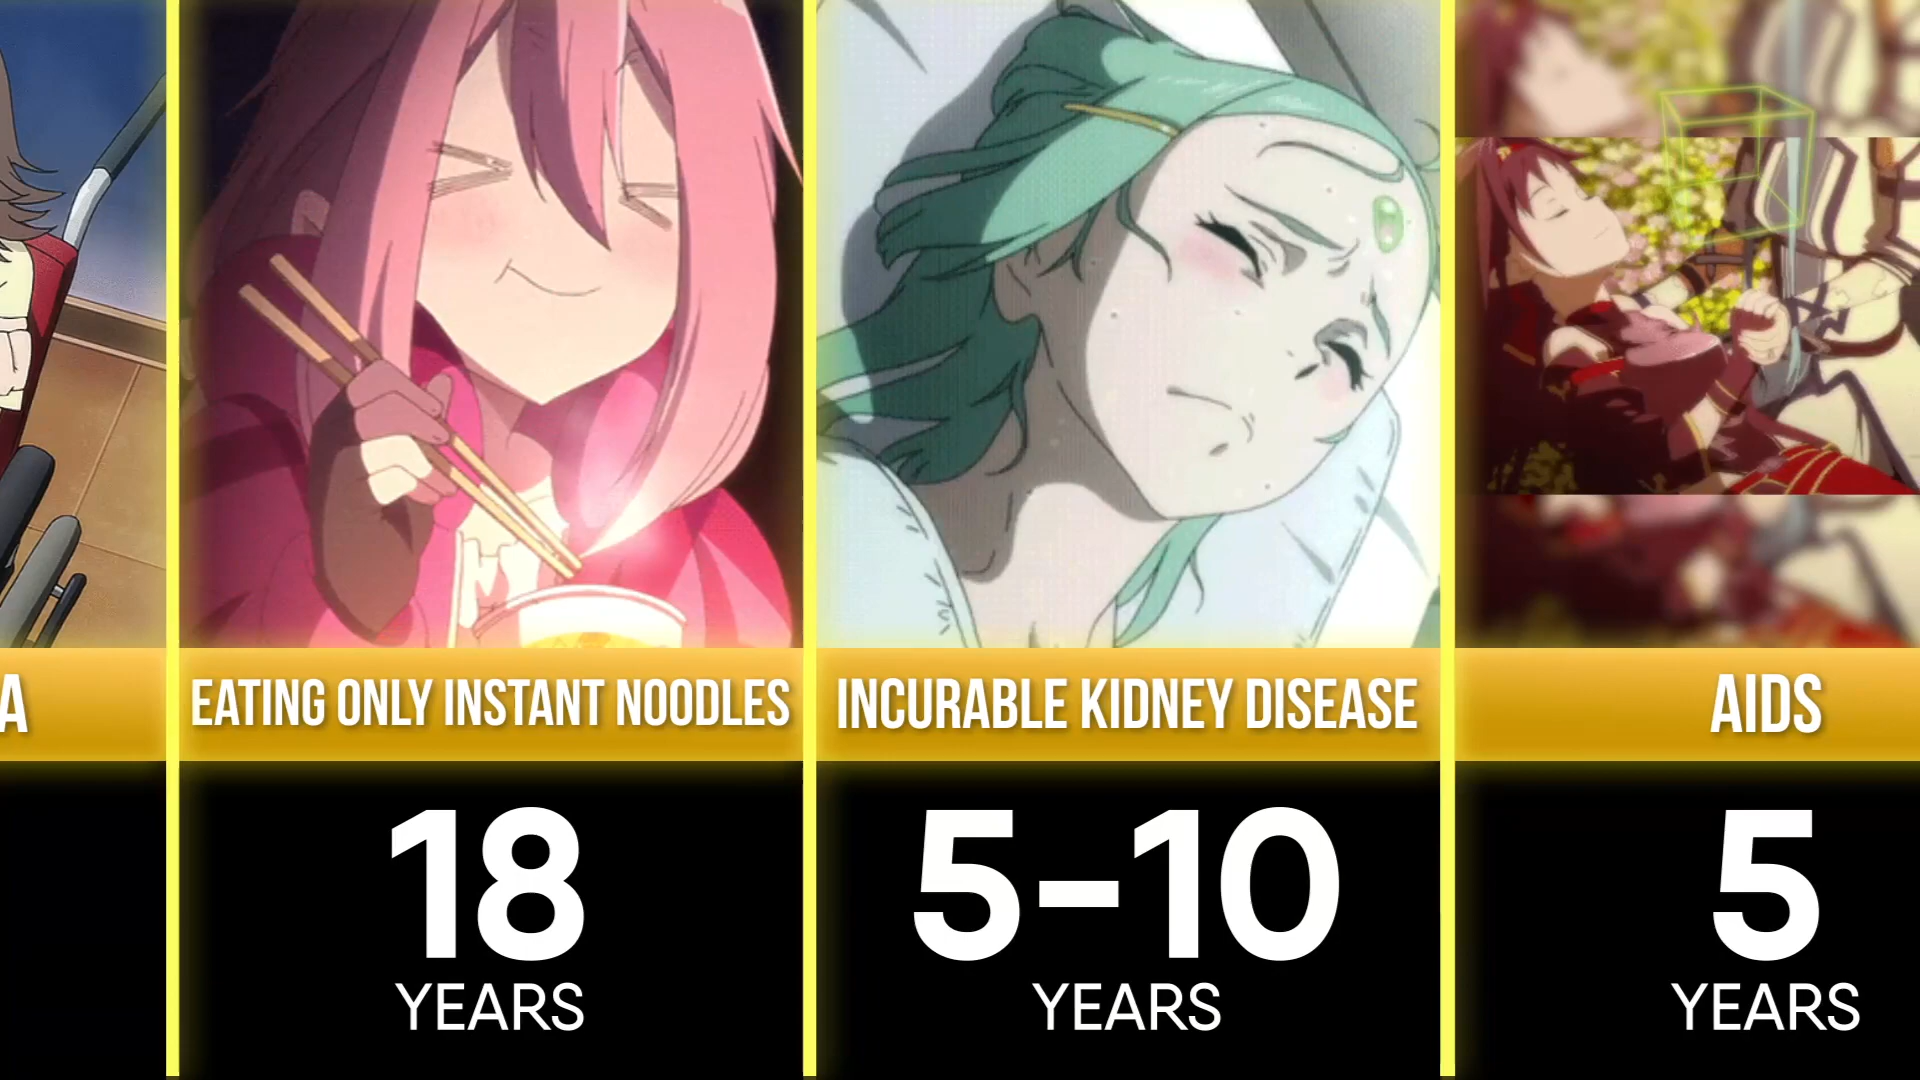 A
EATING ONLY INSTANT NOODLES
INCURABLE KIDNEY DISEASE
AIDS
18
YEARS
5-10
YEARS
5
YEARS